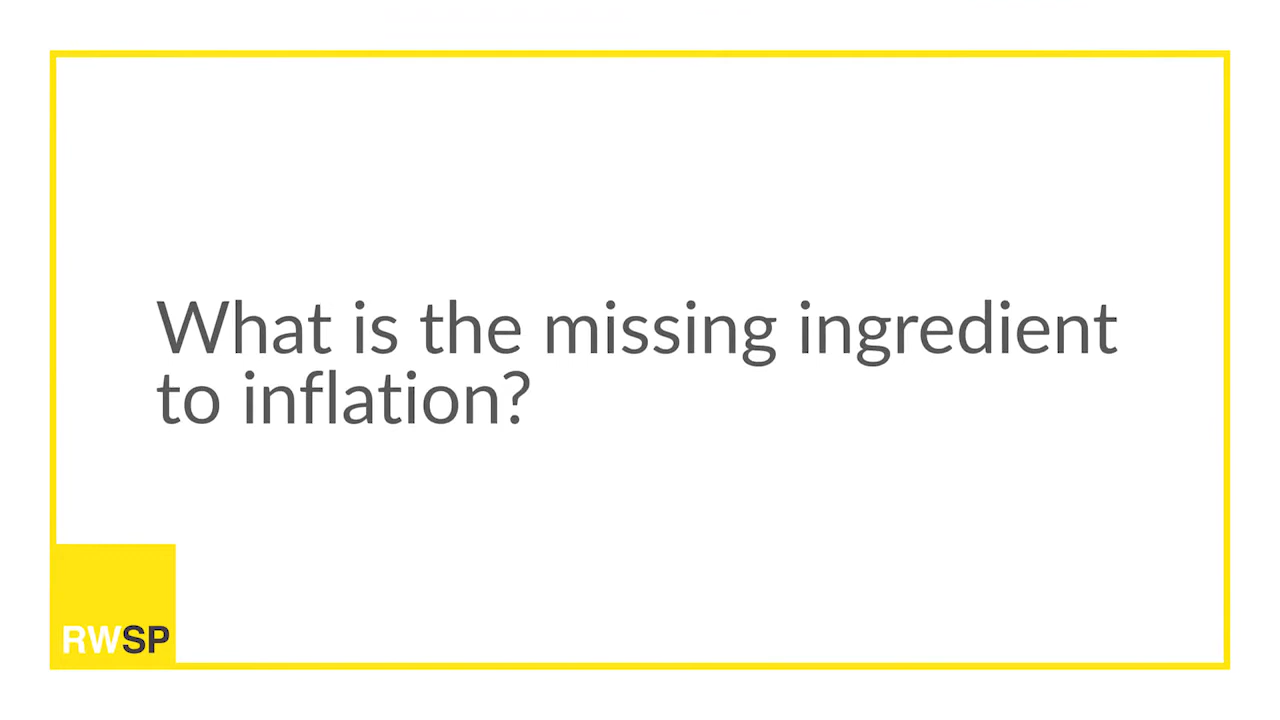 What is the missing ingredient
to inflation?
RWSP